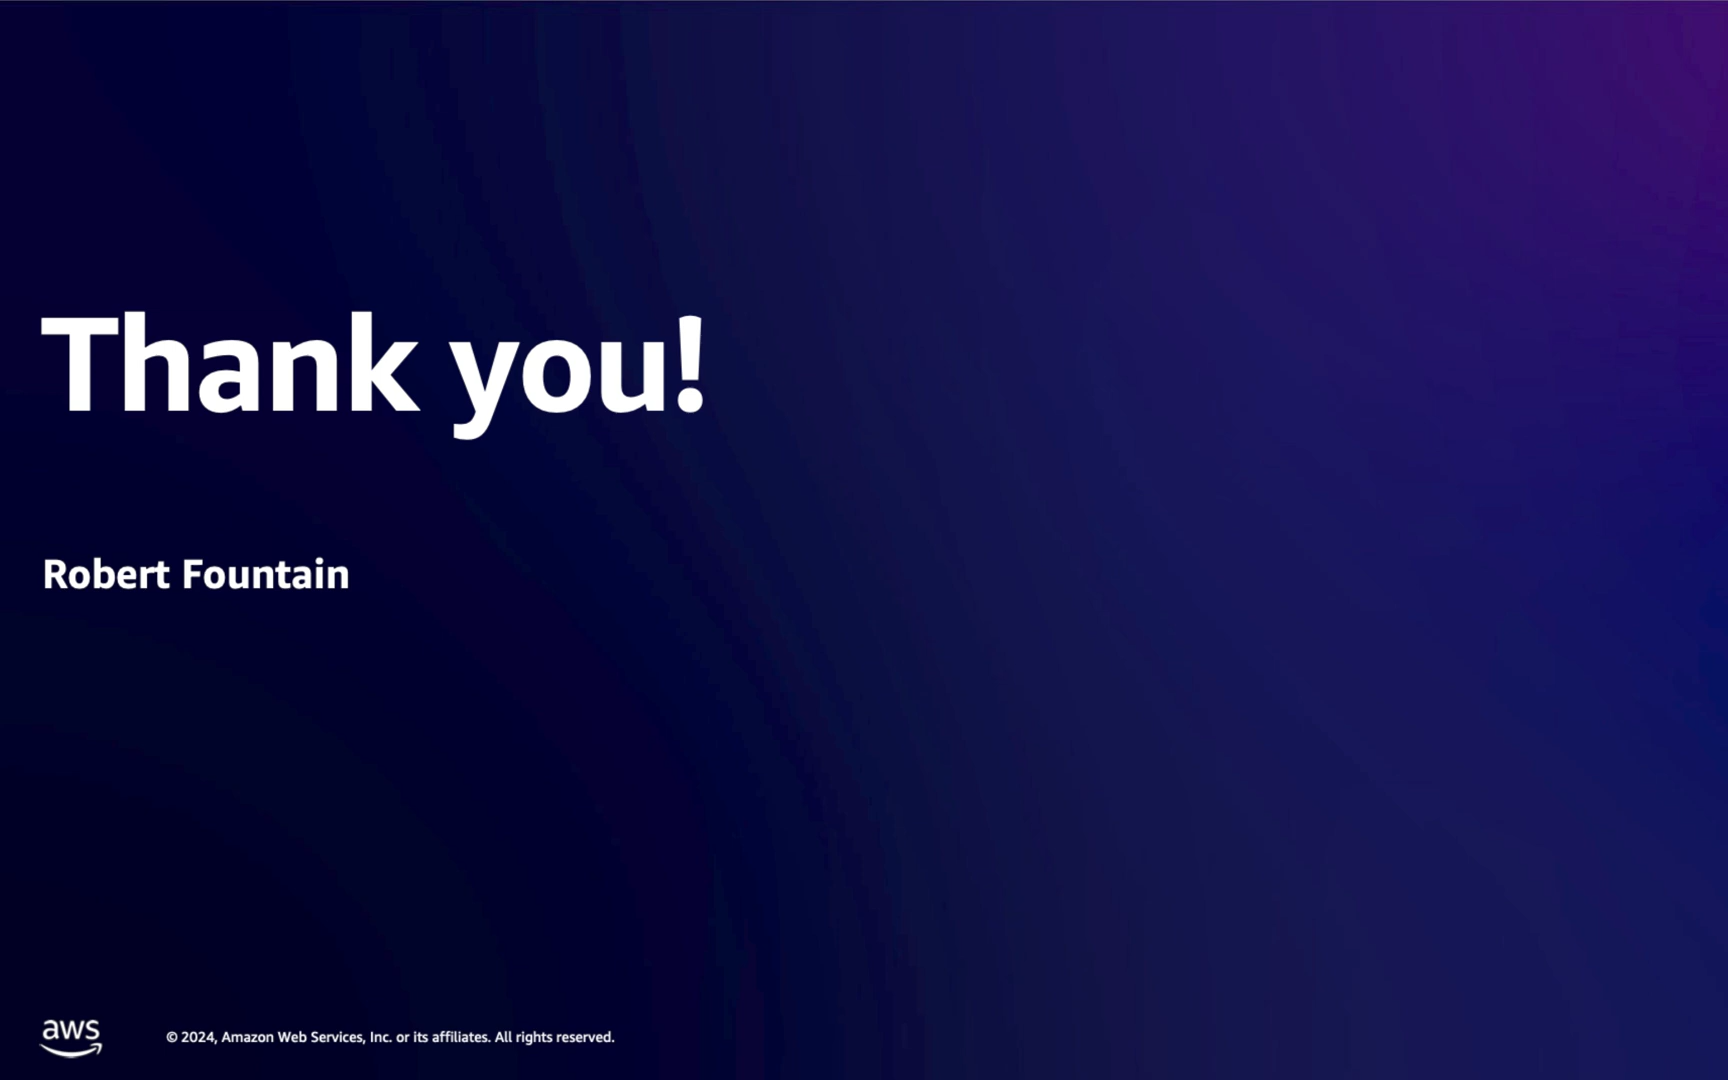 Thank you!
Robert Fountain
aws
© 2024, Amazon Web Services, Inc. or its affiliates. All rights reserved.